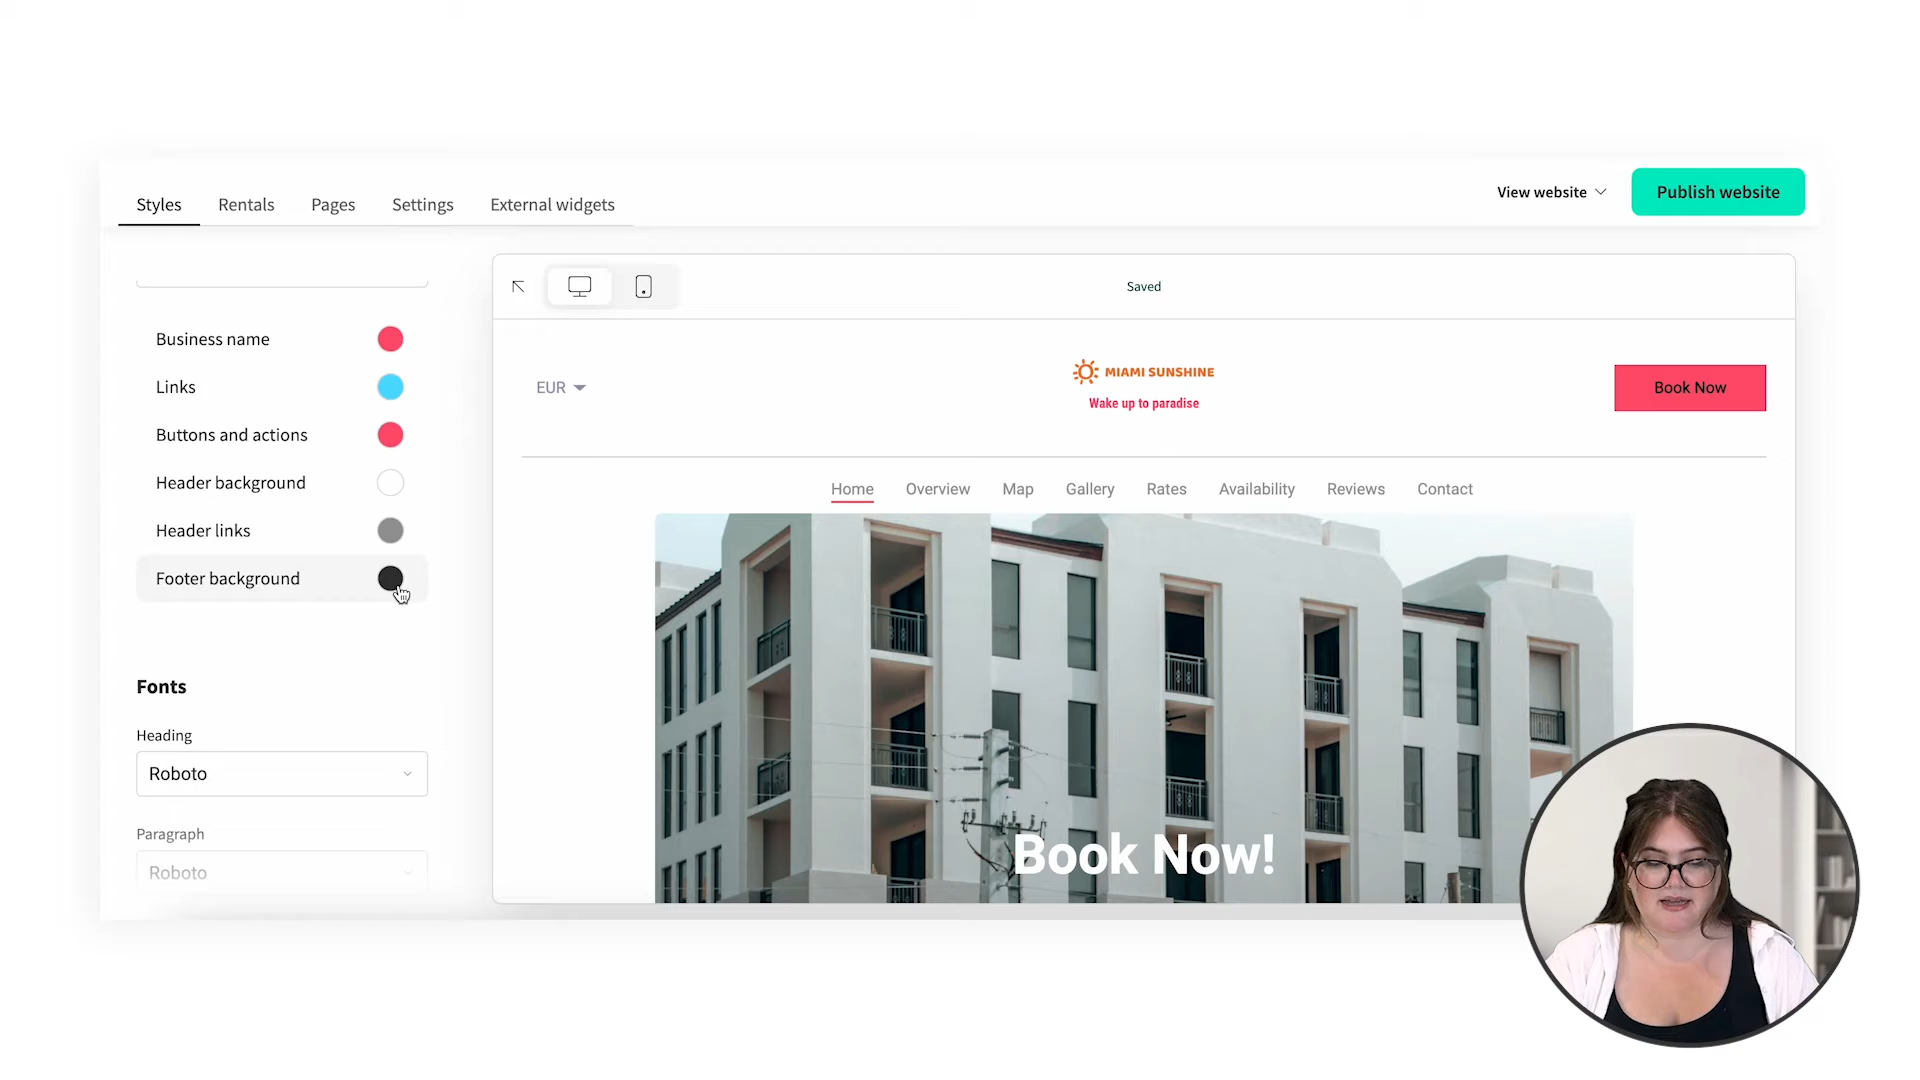 Styles
Rentals
Pages
Settings
External widgets
View website
Publish website
Saved
Business name
Links
Buttons and actions
Header background
Header links
Footer background
Fonts
Heading
Roboto
Paragraph
Roboto
EUR
MIAMI SUNSHINE
Wake up to paradise
Book Now
Home
Overview
Map
Gallery
Rates
Availability
Reviews
Contact
Book Now!